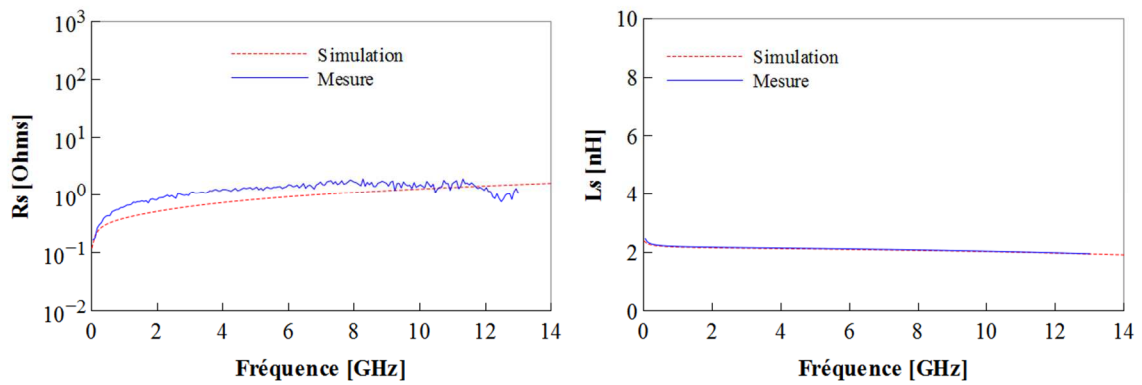 10³
10²
10¹
10⁰
10⁻¹
10⁻²
Rs [Ohms]
Simulation
Mesure
0 2 4 6 8 10 12 14
Fréquence [GHz]
10
8
6
4
2
0
Ls [nH]
Simulation
Mesure
0 2 4 6 8 10 12 14
Fréquence [GHz]